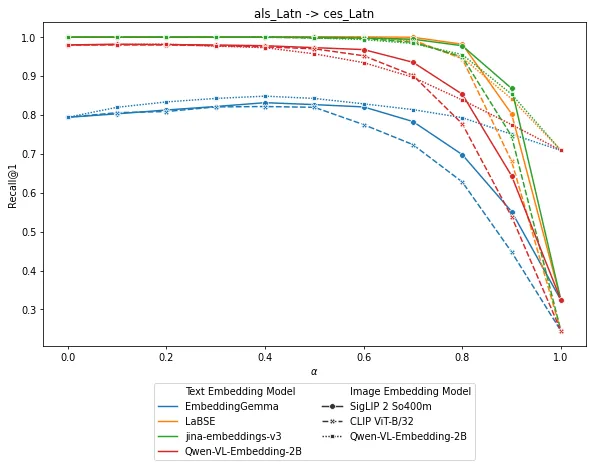 als_Latn -> ces_Latn
1.0
0.9
0.8
0.7
0.6
0.5
0.4
0.3
Recall@1
0.0 0.2 0.4 0.6 0.8 1.0
α
Text Embedding Model Image Embedding Model
EmbeddingGemma SigLIP 2 So400m
LaBSE CLIP ViT-B/32
jina-embeddings-v3 Qwen-VL-Embedding-2B
Qwen-VL-Embedding-2B